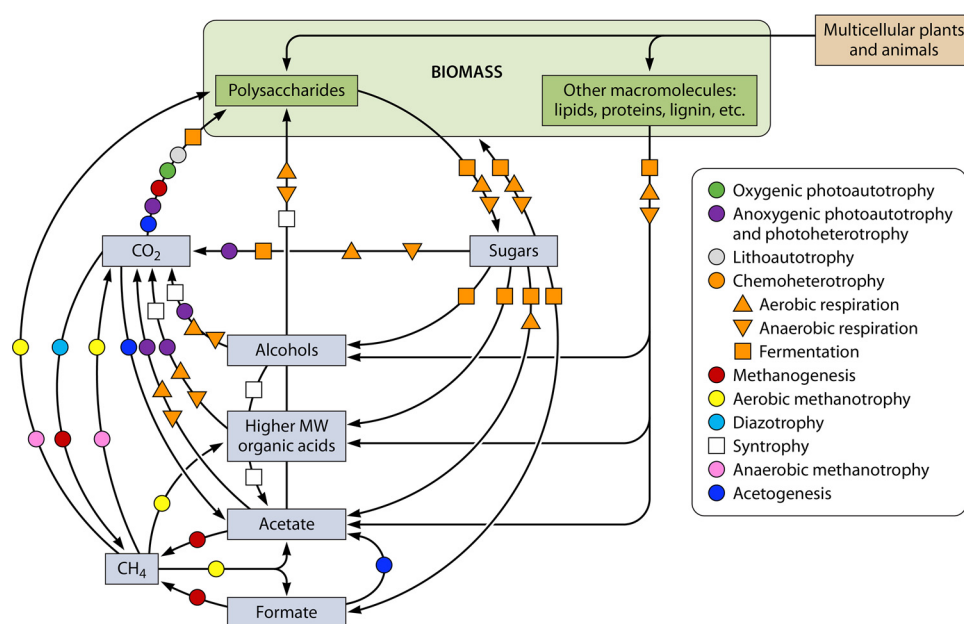 Multicellular plants
and animals
BIOMASS
Polysaccharides
Other macromolecules:
lipids, proteins, lignin, etc.
CO₂
Sugars
Alcohols
Higher MW
organic acids
Acetate
CH₄
Formate
Oxygenic photoautotrophy
Anoxygenic photoautotrophy
and photoheterotrophy
Lithoautotrophy
Chemoheterotrophy
Aerobic respiration
Anaerobic respiration
Fermentation
Methanogenesis
Aerobic methanotrophy
Diazotrophy
Syntrophy
Anaerobic methanotrophy
Acetogenesis